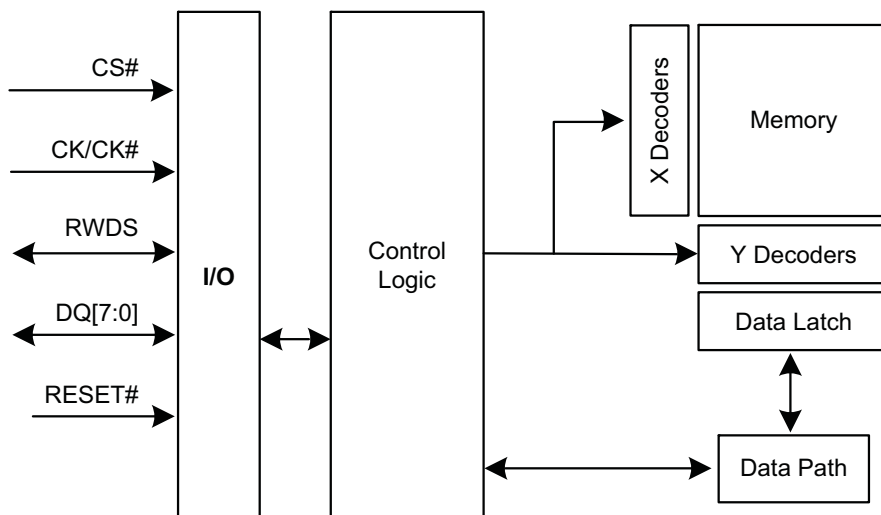 CS#
CK/CK#
RWDS
DQ[7:0]
RESET#
I/O
Control
Logic
X Decoders
Memory
Y Decoders
Data Latch
Data Path